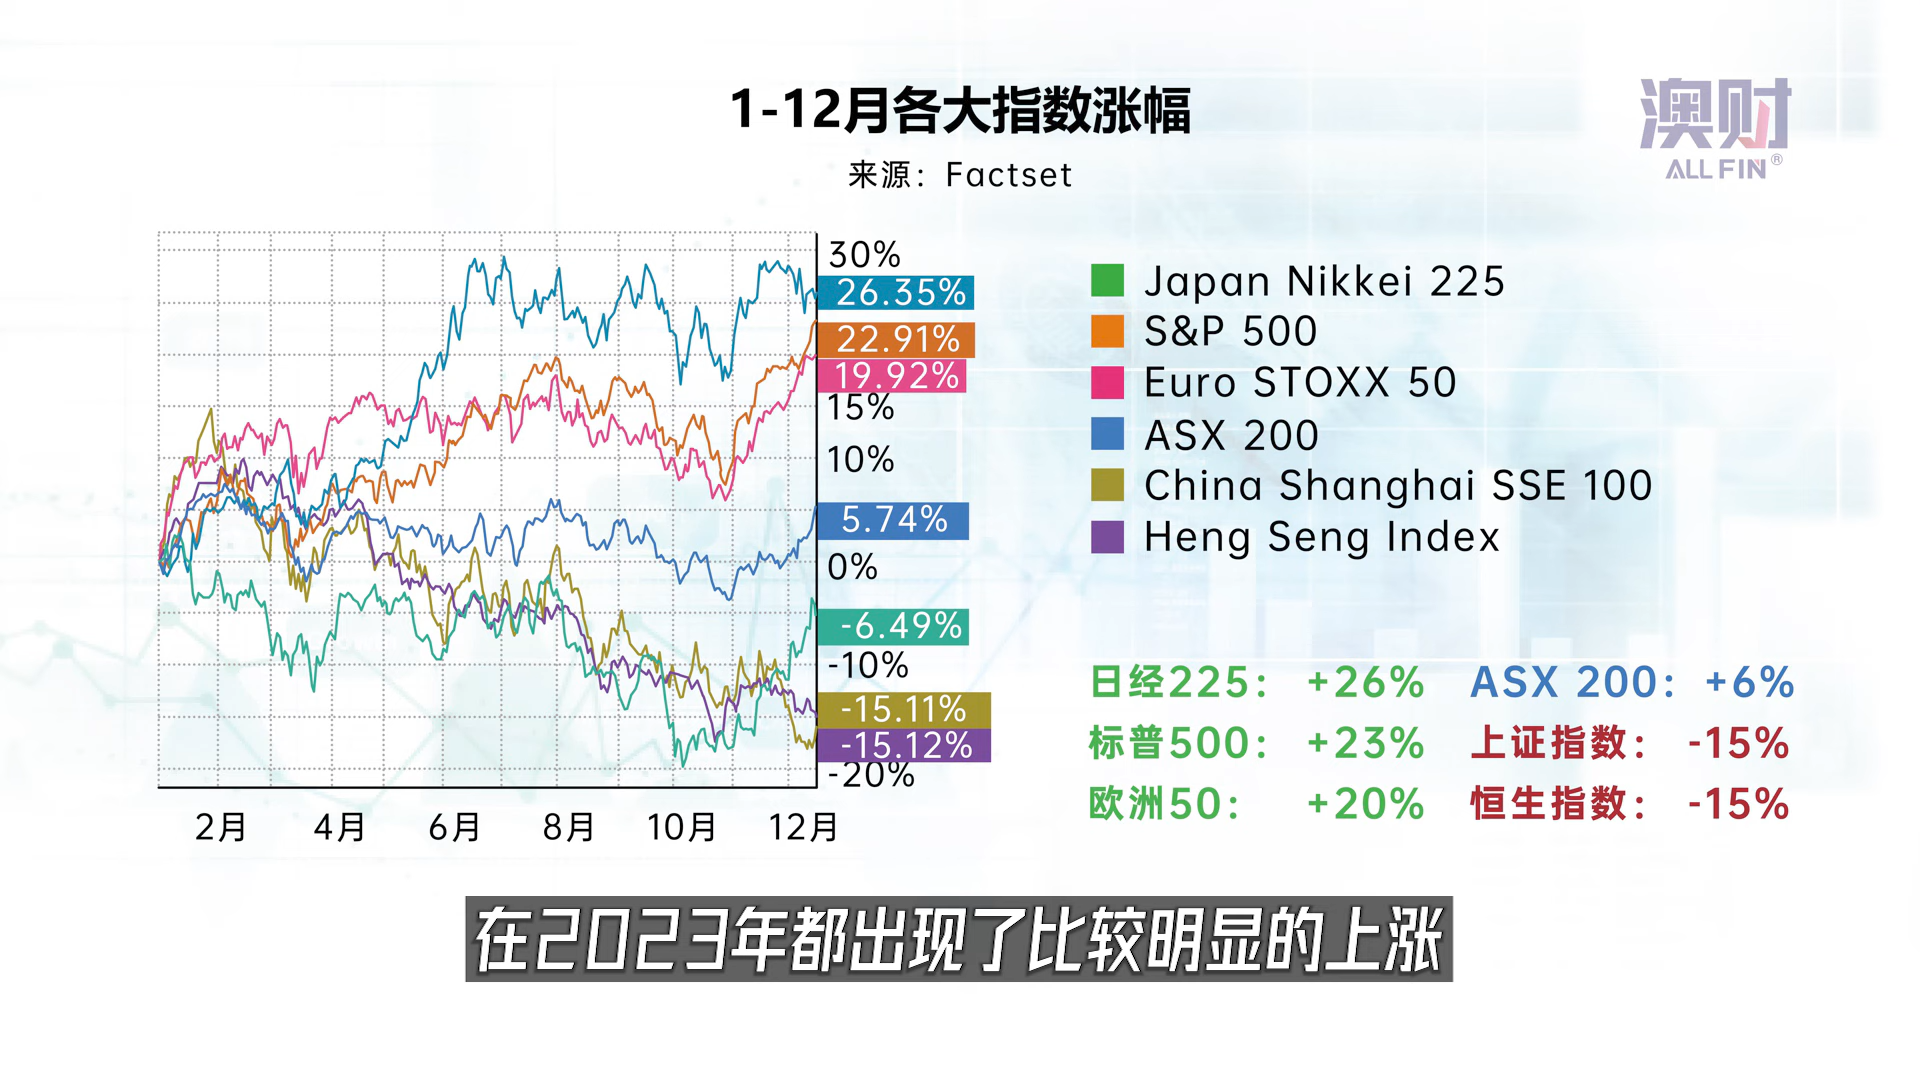 1-12月各大指数涨幅
来源：Factset
澳财
ALL FIN®
30%
26.35%
22.91%
19.92%
15%
10%
5.74%
0%
-6.49%
-10%
-15.11%
-15.12%
-20%
2月 4月 6月 8月 10月 12月
Japan Nikkei 225
S&P 500
Euro STOXX 50
ASX 200
China Shanghai SSE 100
Heng Seng Index
日经225： +26% ASX 200： +6%
标普500： +23% 上证指数： -15%
欧洲50： +20% 恒生指数： -15%
在2023年都出现了比较明显的上涨